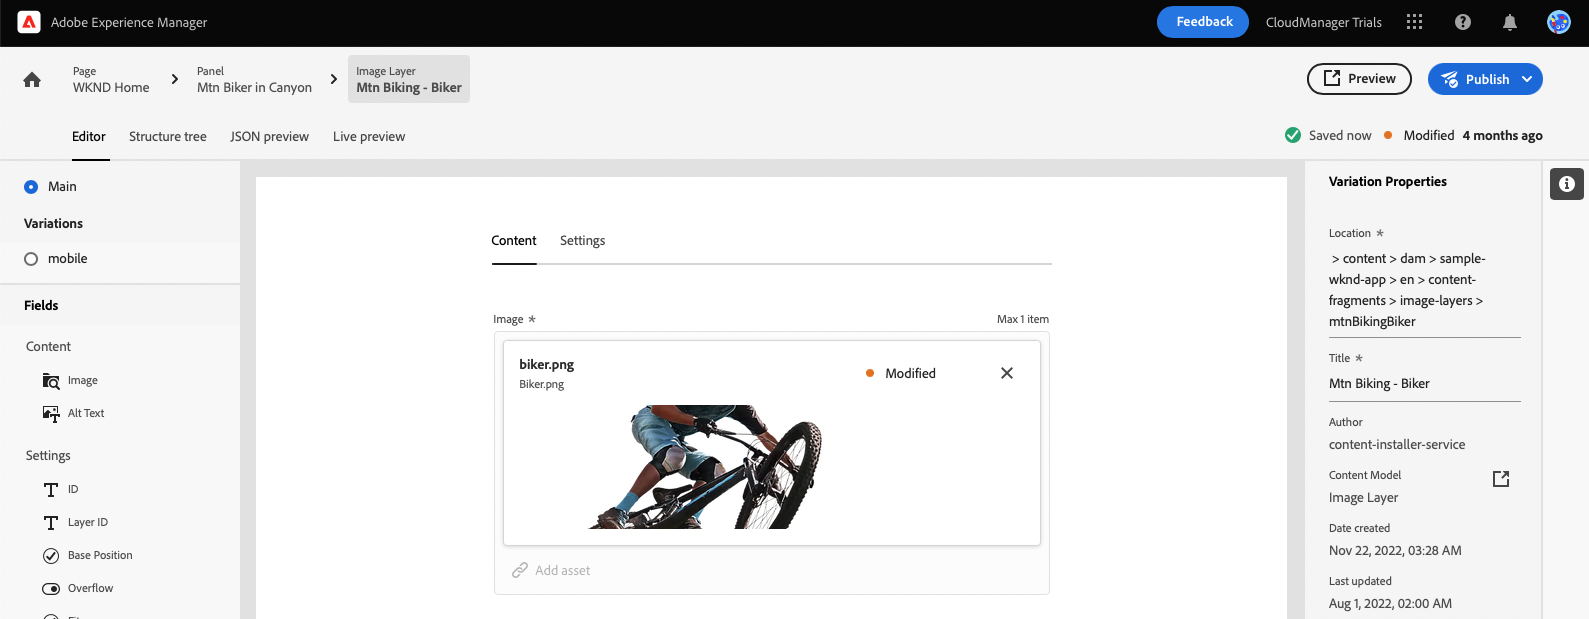 Adobe Experience Manager
Feedback
CloudManager Trials
Page
WKND Home
Panel
Mtn Biker in Canyon
Image Layer
Mtn Biking - Biker
Preview
Publish
Editor
Structure tree
JSON preview
Live preview
Saved now
Modified 4 months ago
Main
Variations
mobile
Fields
Content
Image
Alt Text
Settings
ID
Layer ID
Base Position
Overflow
Content
Settings
Image *
Max 1 item
biker.png
Biker.png
Modified
Add asset
Variation Properties
Location *
> content > dam > sample-
wknd-app > en > content-
fragments > image-layers >
mtnBikingBiker
Title *
Mtn Biking - Biker
Author
content-installer-service
Content Model
Image Layer
Date created
Nov 22, 2022, 03:28 AM
Last updated
Aug 1, 2022, 02:00 AM